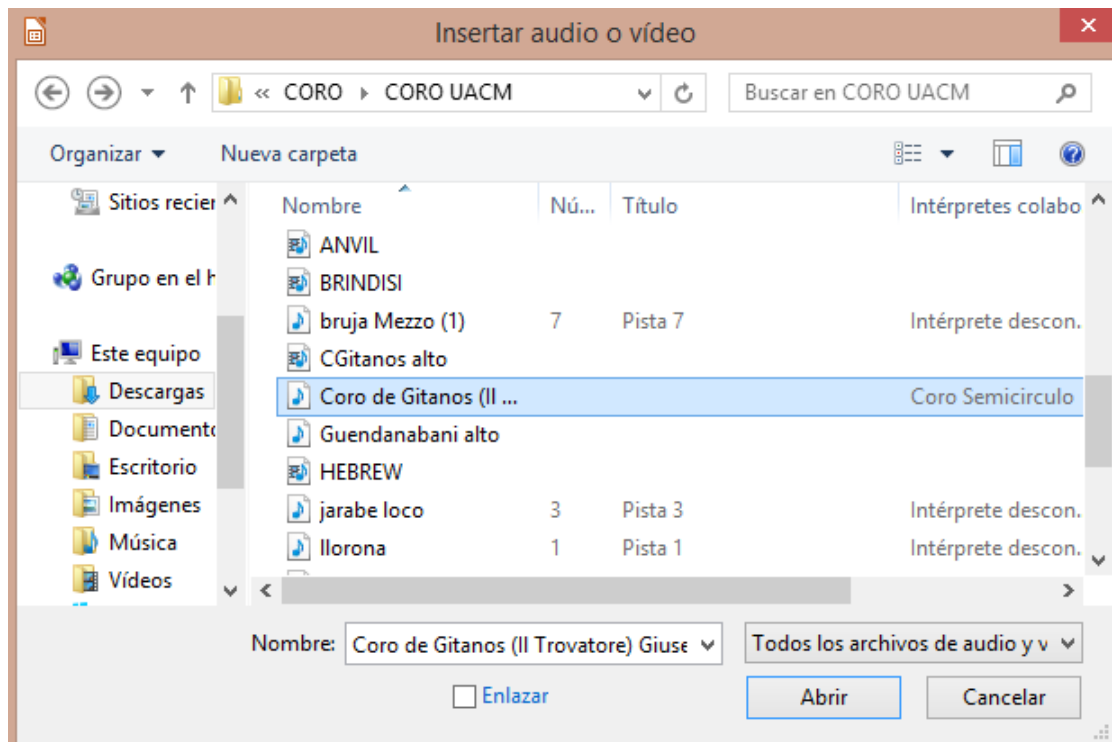 Insertar audio o vídeo
« CORO CORO UACM
Buscar en CORO UACM
Organizar Nueva carpeta
Sitios recier
Grupo en el h
Este equipo
Descargas
Documento
Escritorio
Imágenes
Música
Vídeos
Nombre Nú... Título Intérpretes colabo
ANVIL
BRINDISI
bruja Mezzo (1) 7 Pista 7 Intérprete descon.
CGitanos alto
Coro de Gitanos (Il ... Coro Semicirculo
Guendanabani alto
HEBREW
jarabe loco 3 Pista 3 Intérprete descon.
llorona 1 Pista 1 Intérprete descon.
Nombre: Coro de Gitanos (Il Trovatore) Giuse Todos los archivos de audio y v
Enlazar Abrir Cancelar